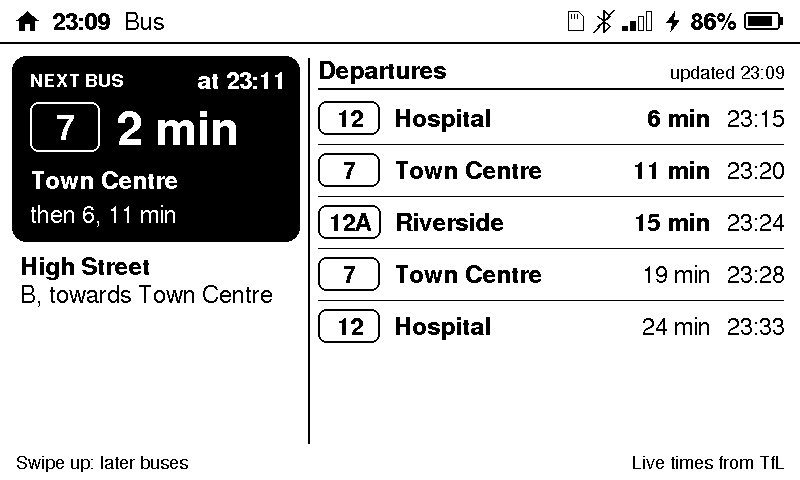 23:09 Bus 86%
NEXT BUS at 23:11
7 2 min
Town Centre
then 6, 11 min
High Street
B, towards Town Centre
Departures updated 23:09
12 Hospital 6 min 23:15
7 Town Centre 11 min 23:20
12A Riverside 15 min 23:24
7 Town Centre 19 min 23:28
12 Hospital 24 min 23:33
Swipe up: later buses
Live times from TfL